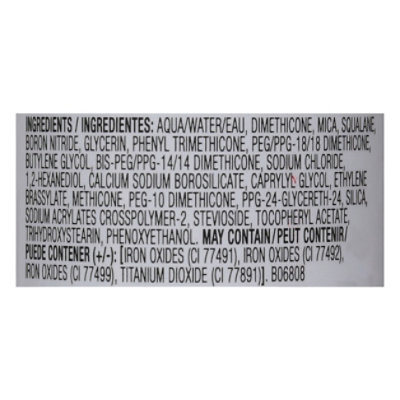 INGREDIENTS / INGREDIENTES: AQUA/WATER/EAU, DIMETHICONE, MICA, SQUALANE,
BORON NITRIDE, GLYCERIN, PHENYL TRIMETHICONE, PEG/PPG-18/18 DIMETHICONE,
BUTYLENE GLYCOL, BIS-PEG/PPG-14/14 DIMETHICONE, SODIUM CHLORIDE,
1,2-HEXANEDIOL, CALCIUM SODIUM BOROSILICATE, CAPRYLYL GLYCOL, ETHYLENE
BRASSYLATE, METHICONE, PEG-10 DIMETHICONE, PPG-24-GLYCERETH-24, SILICA,
SODIUM ACRYLATES CROSSPOLYMER-2, STEVIOSIDE, TOCOPHERYL ACETATE,
TRIHYDROXYSTEARIN, PHENOXYETHANOL. MAY CONTAIN/PEUT CONTENIR/
PUEDE CONTENER (+/-): [IRON OXIDES (CI 77491), IRON OXIDES (CI 77492),
IRON OXIDES (CI 77499), TITANIUM DIOXIDE (CI 77891)]. B06808